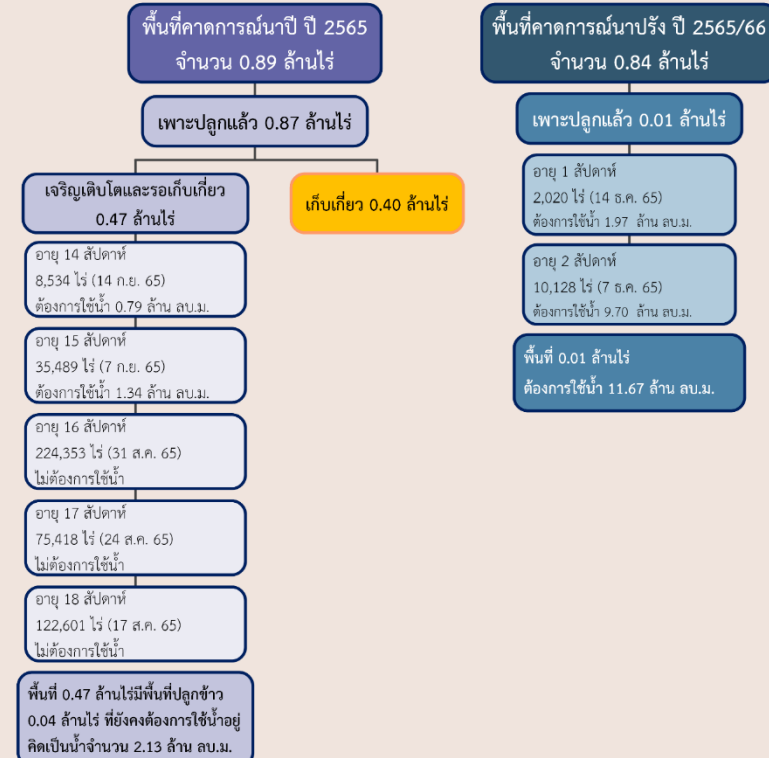 พื้นที่คาดการณ์นาปี ปี 2565
จำนวน 0.89 ล้านไร่
เพาะปลูกแล้ว 0.87 ล้านไร่
เจริญเติบโตและรอเก็บเกี่ยว
0.47 ล้านไร่
เก็บเกี่ยว 0.40 ล้านไร่
อายุ 14 สัปดาห์
8,534 ไร่ (14 ก.ย. 65)
ต้องการใช้น้ำ 0.79 ล้าน ลบ.ม.
อายุ 15 สัปดาห์
35,489 ไร่ (7 ก.ย. 65)
ต้องการใช้น้ำ 1.34 ล้าน ลบ.ม.
อายุ 16 สัปดาห์
224,353 ไร่ (31 ส.ค. 65)
ไม่ต้องการใช้น้ำ
อายุ 17 สัปดาห์
75,418 ไร่ (24 ส.ค. 65)
ไม่ต้องการใช้น้ำ
อายุ 18 สัปดาห์
122,601 ไร่ (17 ส.ค. 65)
ไม่ต้องการใช้น้ำ
พื้นที่ 0.47 ล้านไร่มีพื้นที่ปลูกข้าว
0.04 ล้านไร่ ที่ยังคงต้องการใช้น้ำอยู่
คิดเป็นน้ำจำนวน 2.13 ล้าน ลบ.ม.
พื้นที่คาดการณ์นาปรัง ปี 2565/66
จำนวน 0.84 ล้านไร่
เพาะปลูกแล้ว 0.01 ล้านไร่
อายุ 1 สัปดาห์
2,020 ไร่ (14 ธ.ค. 65)
ต้องการใช้น้ำ 1.97 ล้าน ลบ.ม.
อายุ 2 สัปดาห์
10,128 ไร่ (7 ธ.ค. 65)
ต้องการใช้น้ำ 9.70 ล้าน ลบ.ม.
พื้นที่ 0.01 ล้านไร่
ต้องการใช้น้ำ 11.67 ล้าน ลบ.ม.